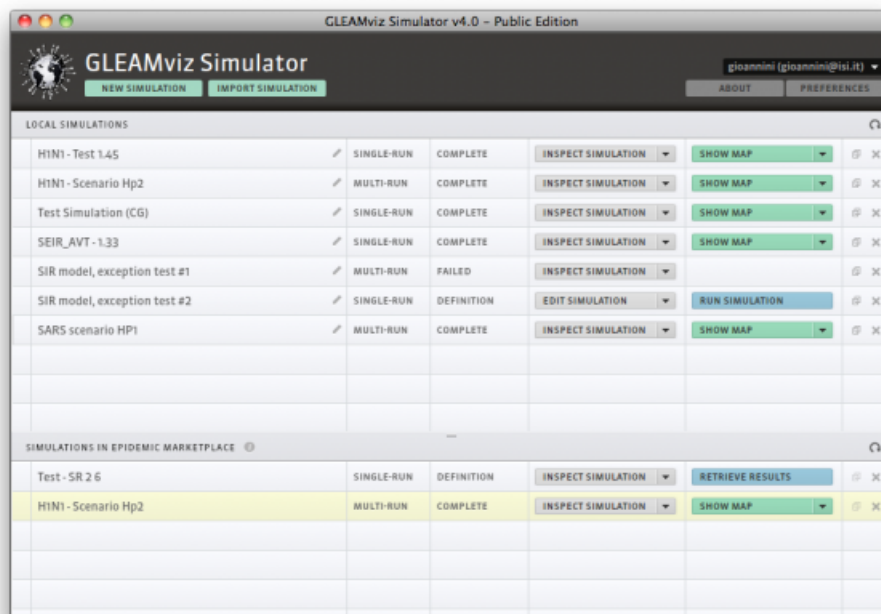 GLEAMviz Simulator v4.0 – Public Edition
GLEAMviz Simulator
gioannini (gioannini@isi.it)
NEW SIMULATION IMPORT SIMULATION ABOUT PREFERENCES
LOCAL SIMULATIONS
H1N1 - Test 1.45 SINGLE-RUN COMPLETE INSPECT SIMULATION SHOW MAP
H1N1 - Scenario Hp2 MULTI-RUN COMPLETE INSPECT SIMULATION SHOW MAP
Test Simulation (CG) SINGLE-RUN COMPLETE INSPECT SIMULATION SHOW MAP
SEIR_AVT - 1.33 SINGLE-RUN COMPLETE INSPECT SIMULATION SHOW MAP
SIR model, exception test #1 MULTI-RUN FAILED INSPECT SIMULATION
SIR model, exception test #2 SINGLE-RUN DEFINITION EDIT SIMULATION RUN SIMULATION
SARS scenario HP1 MULTI-RUN COMPLETE INSPECT SIMULATION SHOW MAP
SIMULATIONS IN EPIDEMIC MARKETPLACE
Test - SR 2 6 SINGLE-RUN DEFINITION INSPECT SIMULATION RETRIEVE RESULTS
H1N1 - Scenario Hp2 MULTI-RUN COMPLETE INSPECT SIMULATION SHOW MAP